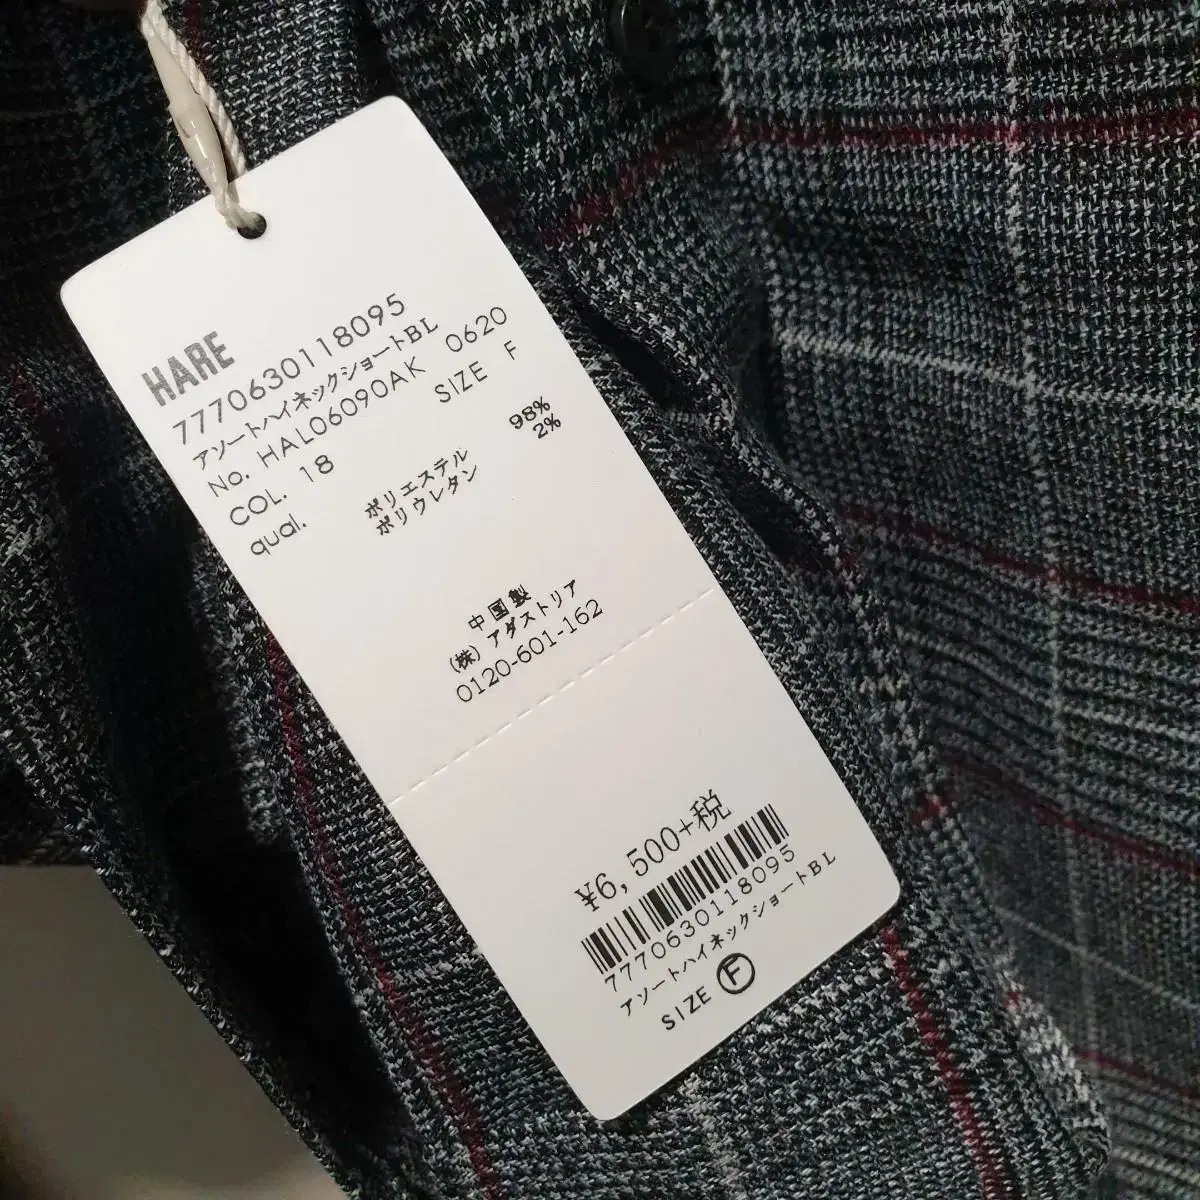 HARE
7770630118095
アソートハイネックショートBL
No. HAL06090AK 0620
COL. 18 SIZE F
qual. ポリエステル 98%
ポリウレタン 2%
中国製
(株) アダストリア
0120-601-162
¥6,500+税
7770630118095
アソートハイネックショートBL
SIZE F